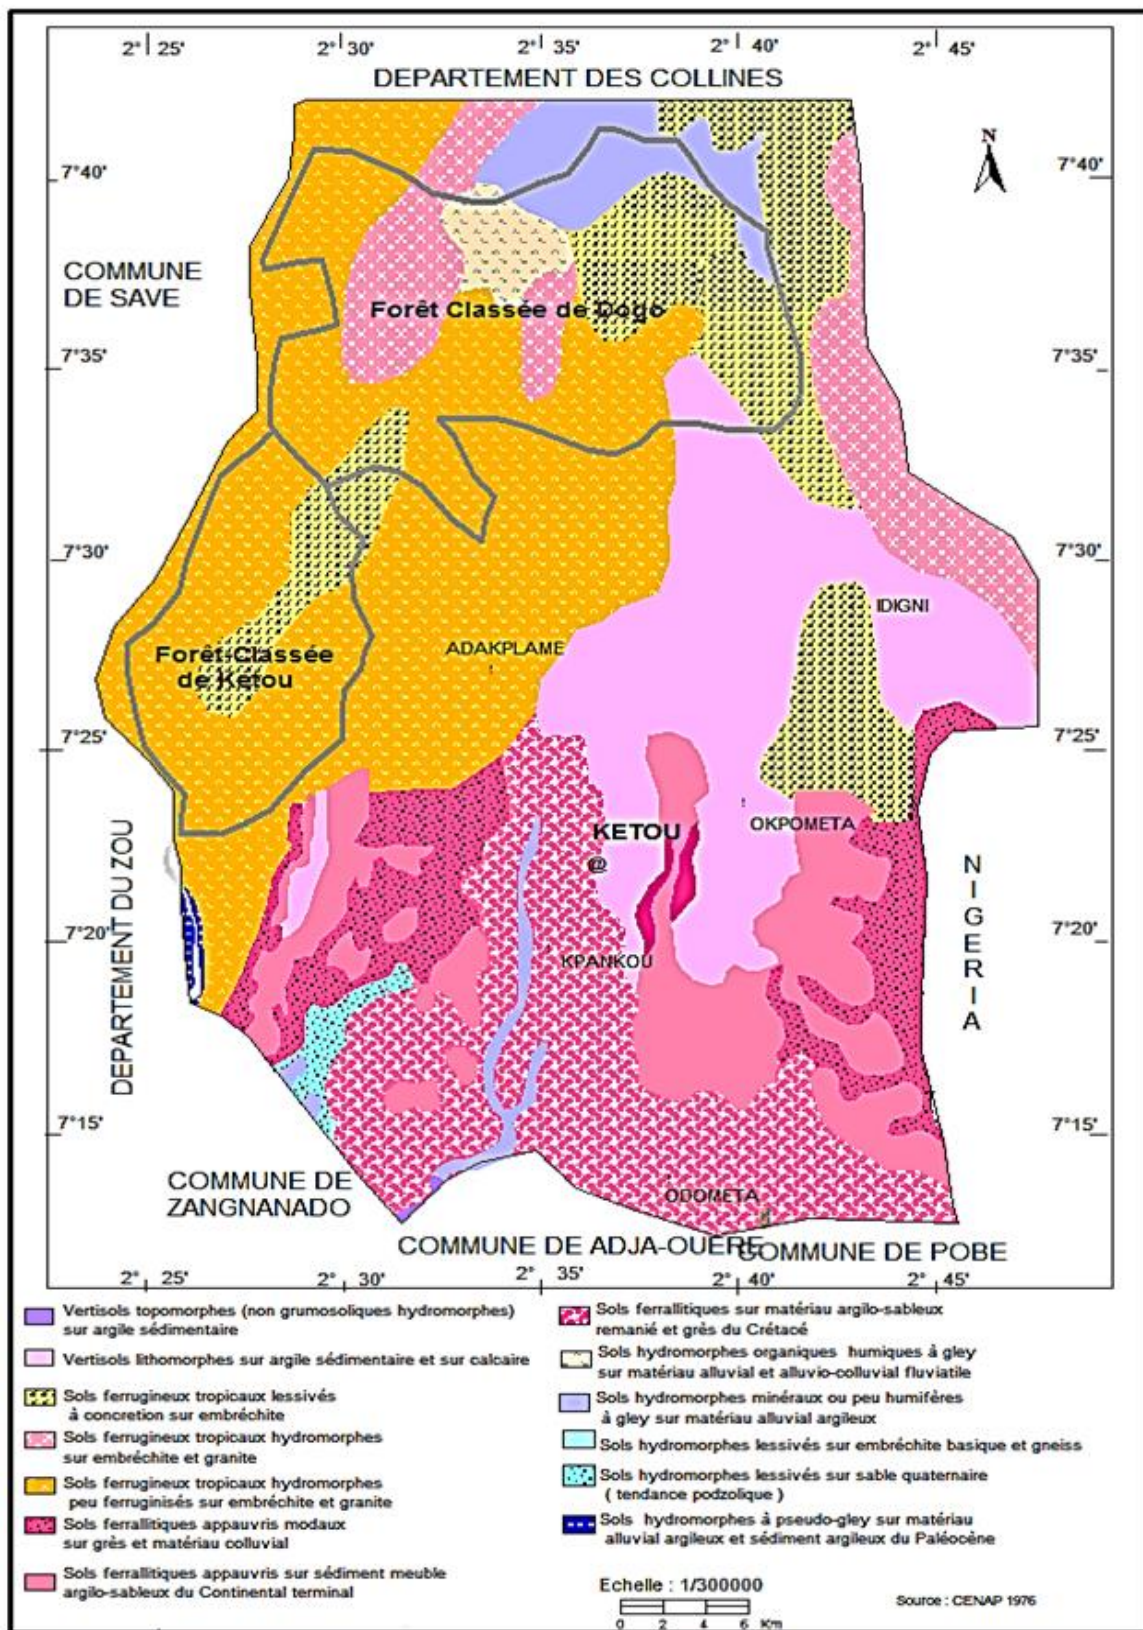 2° 25' 2° 30' 2° 35' 2° 40' 2° 45'
DEPARTEMENT DES COLLINES
N
7°40' 7°40'
COMMUNE
DE SAVE
Forêt Classée de Dogo
7°35' 7°35'
7°30' 7°30'
IDIGNI
ADAKPLAME
Forêt Classée
de Ketou
7°25' 7°25'
KETOU
@
OKPOMETA
DEPARTEMENT DU ZOU
NIGERIA
7°20' 7°20'
KPANKOU
7°15' 7°15'
COMMUNE DE
ZANGNANADO
ODOMETA
COMMUNE DE ADJA-OUERE
COMMUNE DE POBE
2° 25' 2° 30' 2° 35' 2° 40' 2° 45'
Vertisols topomorphes (non grumosoliques hydromorphes)
sur argile sédimentaire
Vertisols lithomorphes sur argile sédimentaire et sur calcaire
Sols ferrugineux tropicaux lessivés
à concretion sur embréchite
Sols ferrugineux tropicaux hydromorphes
sur embréchite et granite
Sols ferrugineux tropicaux hydromorphes
peu ferruginisés sur embréchite et granite
Sols ferrallitiques appauvris modaux
sur grès et matériau colluvial
Sols ferrallitiques appauvris sur sédiment meuble
argilo-sableux du Continental terminal
Sols ferrallitiques sur matériau argilo-sableux
remanié et grès du Crétacé
Sols hydromorphes organiques humiques à gley
sur matériau alluvial et alluvio-colluvial fluviatile
Sols hydromorphes minéraux ou peu humifères
à gley sur matériau alluvial argileux
Sols hydromorphes lessivés sur embréchite basique et gneiss
Sols hydromorphes lessivés sur sable quaternaire
( tendance podzolique )
Sols hydromorphes à pseudo-gley sur matériau
alluvial argileux et sédiment argileux du Paléocène
Echelle : 1/300000
0 2 4 6 Km
Source : CENAP 1976